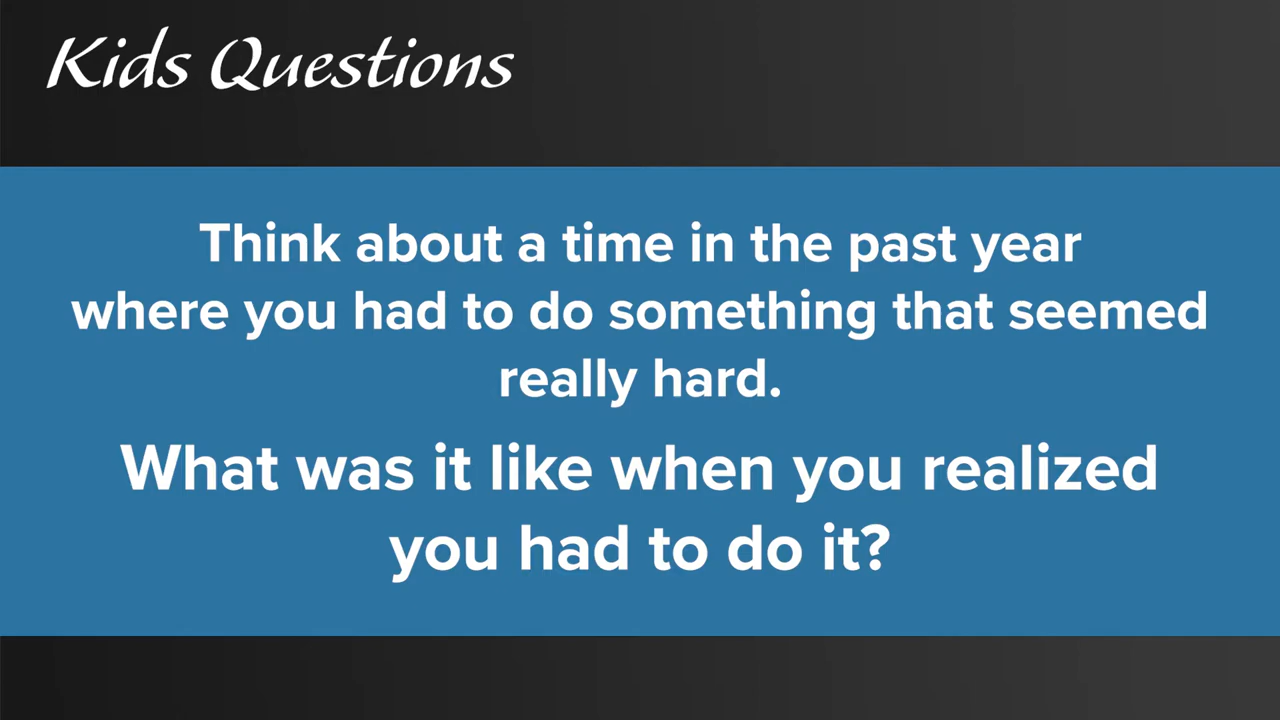 Kids Questions
Think about a time in the past year
where you had to do something that seemed
really hard.
What was it like when you realized
you had to do it?